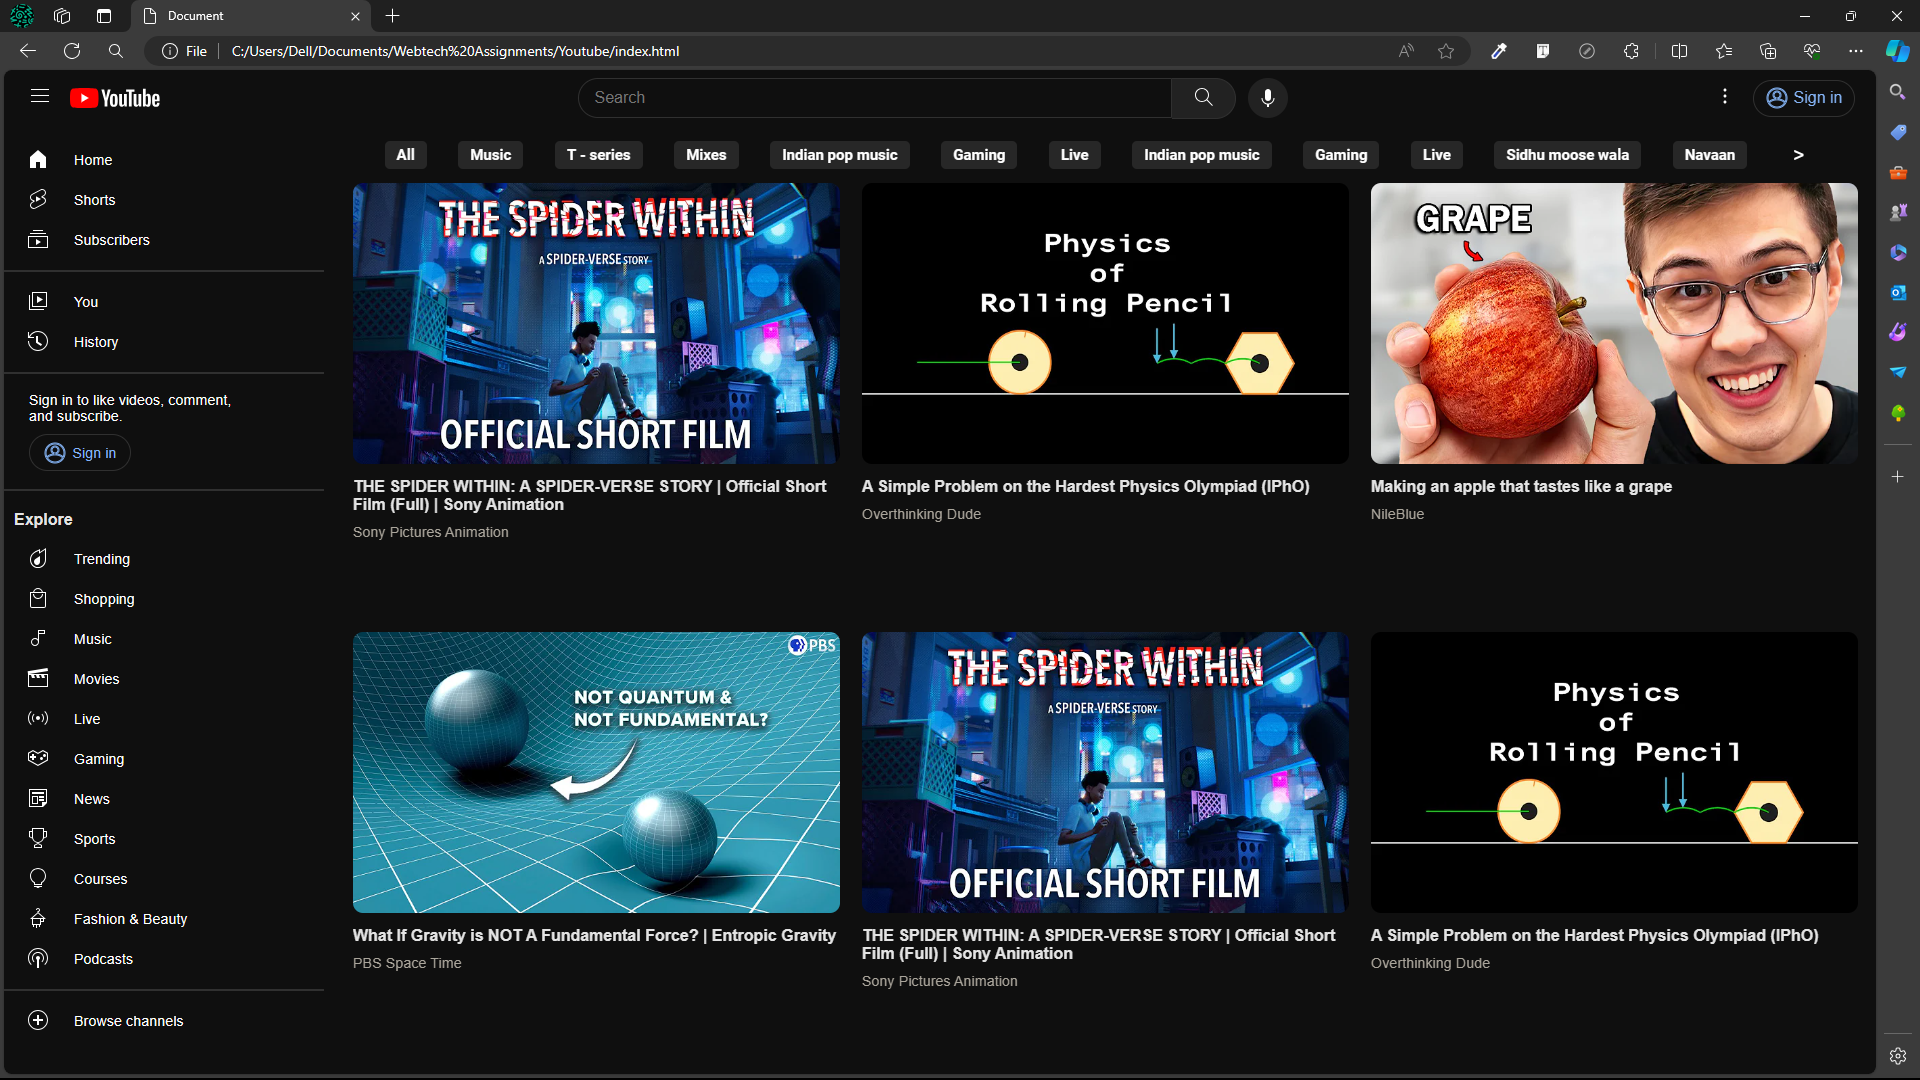 Document
File
C:/Users/Dell/Documents/Webtech%20Assignments/Youtube/index.html
YouTube
Search
Sign in
Home
Shorts
Subscribers
You
History
Sign in to like videos, comment,
and subscribe.
Sign in
Explore
Trending
Shopping
Music
Movies
Live
Gaming
News
Sports
Courses
Fashion & Beauty
Podcasts
Browse channels
All
Music
T - series
Mixes
Indian pop music
Gaming
Live
Indian pop music
Gaming
Live
Sidhu moose wala
Navaan
>
THE SPIDER WITHIN
A SPIDER-VERSE STORY
OFFICIAL SHORT FILM
THE SPIDER WITHIN: A SPIDER-VERSE STORY | Official Short
Film (Full) | Sony Animation
Sony Pictures Animation
Physics
of
Rolling Pencil
A Simple Problem on the Hardest Physics Olympiad (IPhO)
Overthinking Dude
GRAPE
Making an apple that tastes like a grape
NileBlue
PBS
NOT QUANTUM &
NOT FUNDAMENTAL?
What If Gravity is NOT A Fundamental Force? | Entropic Gravity
PBS Space Time
THE SPIDER WITHIN
A SPIDER-VERSE STORY
OFFICIAL SHORT FILM
THE SPIDER WITHIN: A SPIDER-VERSE STORY | Official Short
Film (Full) | Sony Animation
Sony Pictures Animation
Physics
of
Rolling Pencil
A Simple Problem on the Hardest Physics Olympiad (IPhO)
Overthinking Dude